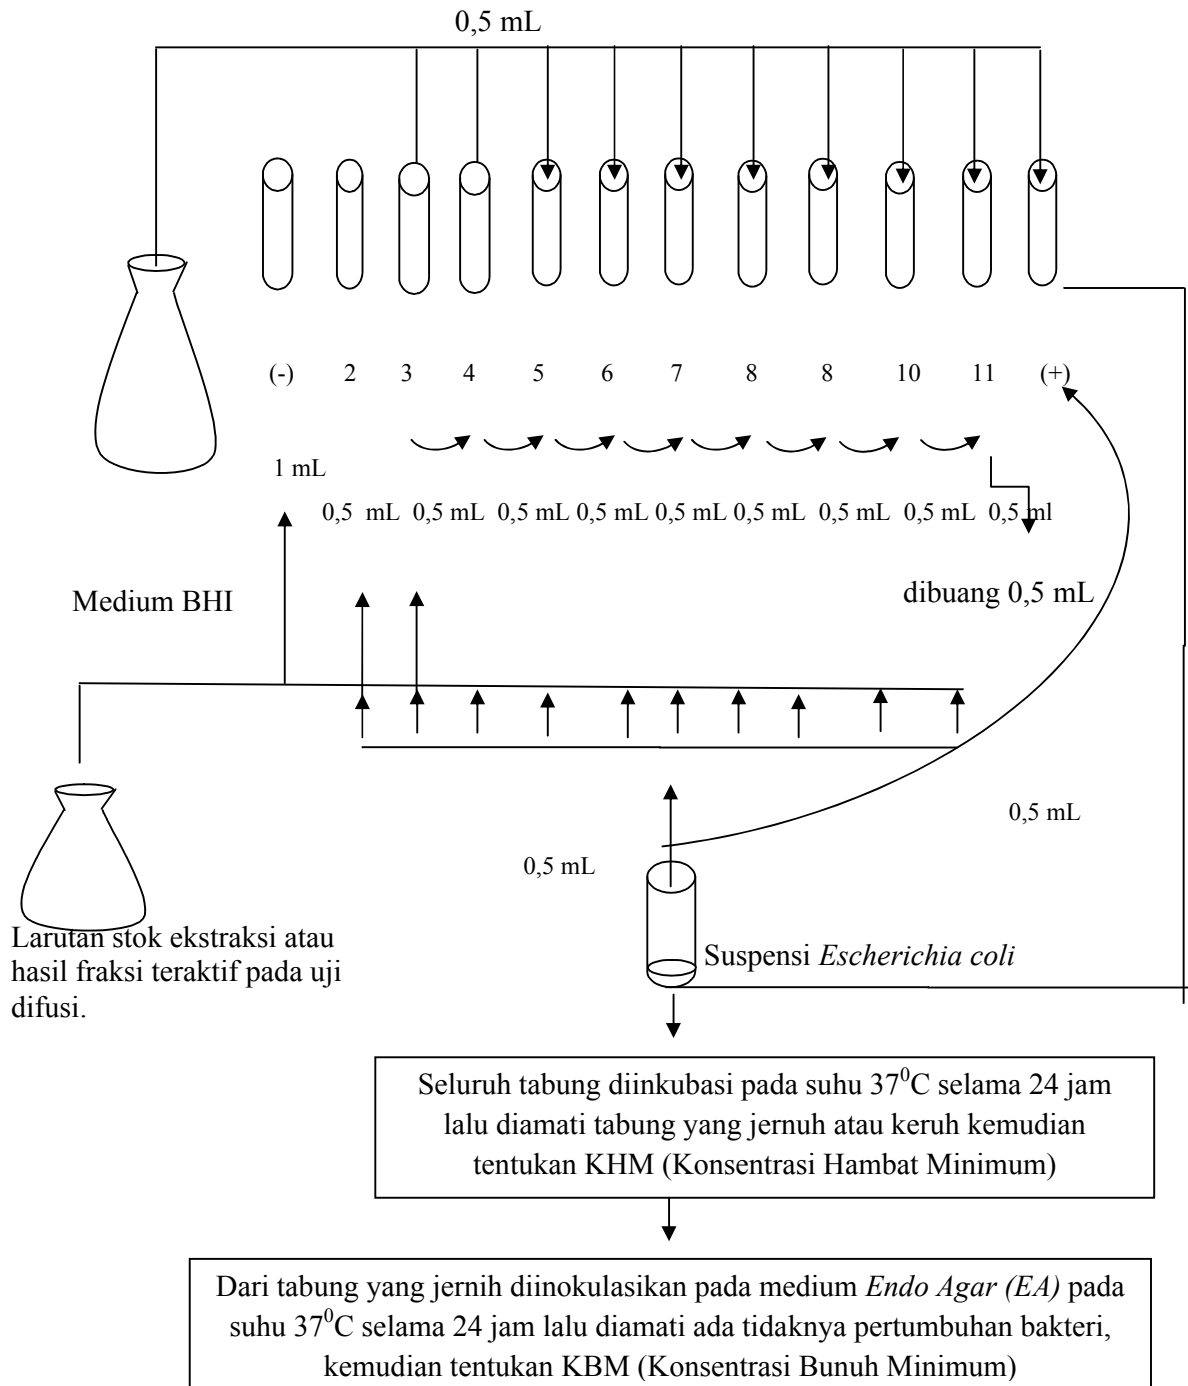 0,5 mL
(-) 2 3 4 5 6 7 8 8 10 11 (+)
1 mL
0,5 mL 0,5 mL 0,5 mL 0,5 mL 0,5 mL 0,5 mL 0,5 mL 0,5 mL 0,5 ml
Medium BHI
dibuang 0,5 mL
0,5 mL
0,5 mL
Larutan stok ekstraksi atau
hasil fraksi teraktif pada uji
difusi.
Suspensi Escherichia coli
Seluruh tabung diinkubasi pada suhu 37⁰C selama 24 jam
lalu diamati tabung yang jernuh atau keruh kemudian
tentukan KHM (Konsentrasi Hambat Minimum)
Dari tabung yang jernih diinokulasikan pada medium Endo Agar (EA) pada
suhu 37⁰C selama 24 jam lalu diamati ada tidaknya pertumbuhan bakteri,
kemudian tentukan KBM (Konsentrasi Bunuh Minimum)